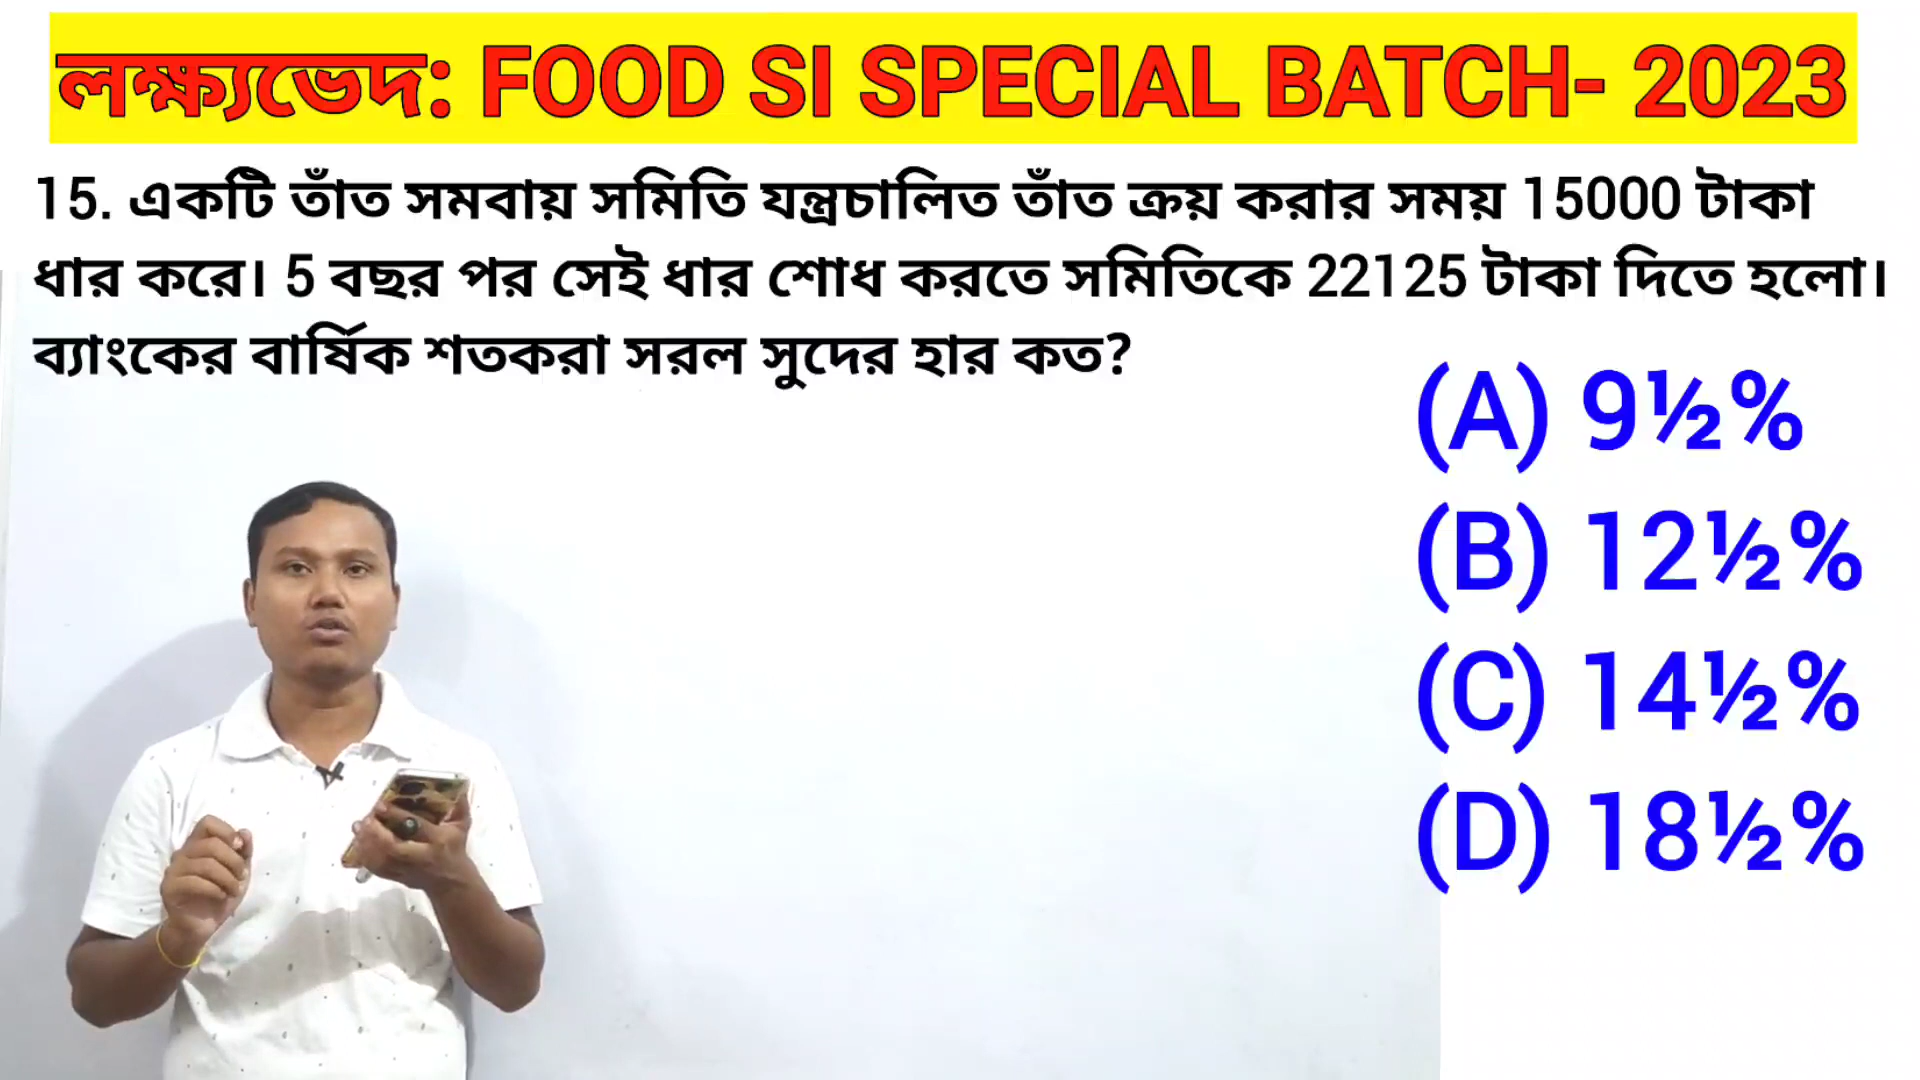 লক্ষ্যভেদ: FOOD SI SPECIAL BATCH- 2023
15. একটি তাঁত সমবায় সমিতি যন্ত্রচালিত তাঁত ক্রয় করার সময় 15000 টাকা
ধার করে। 5 বছর পর সেই ধার শোধ করতে সমিতিকে 22125 টাকা দিতে হলো।
ব্যাংকের বার্ষিক শতকরা সরল সুদের হার কত?
(A) 9½%
(B) 12½%
(C) 14½%
(D) 18½%